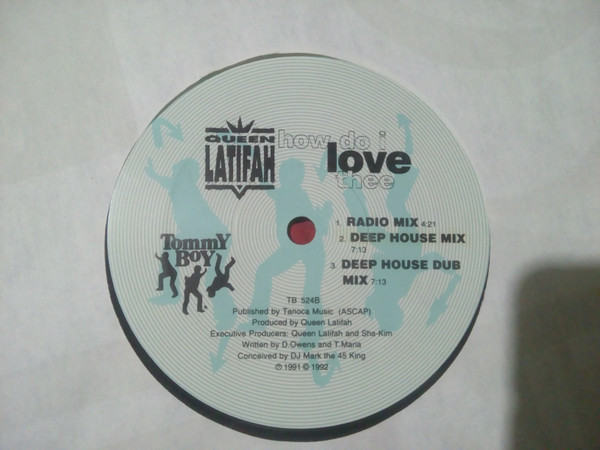 QUEEN
LATIFAH
how do i
love
thee
1. RADIO MIX 4:21
2. DEEP HOUSE MIX
7:13
3. DEEP HOUSE DUB
MIX 7:13
TOMMY
BOY
TB 524B
Published by Tanoca Music (ASCAP)
Produced by Queen Latifah
Executive Producers: Queen Latifah and Sha-Kim
Written by D.Owens and T.Maria
Conceived by DJ Mark the 45 King
℗ 1991 © 1992